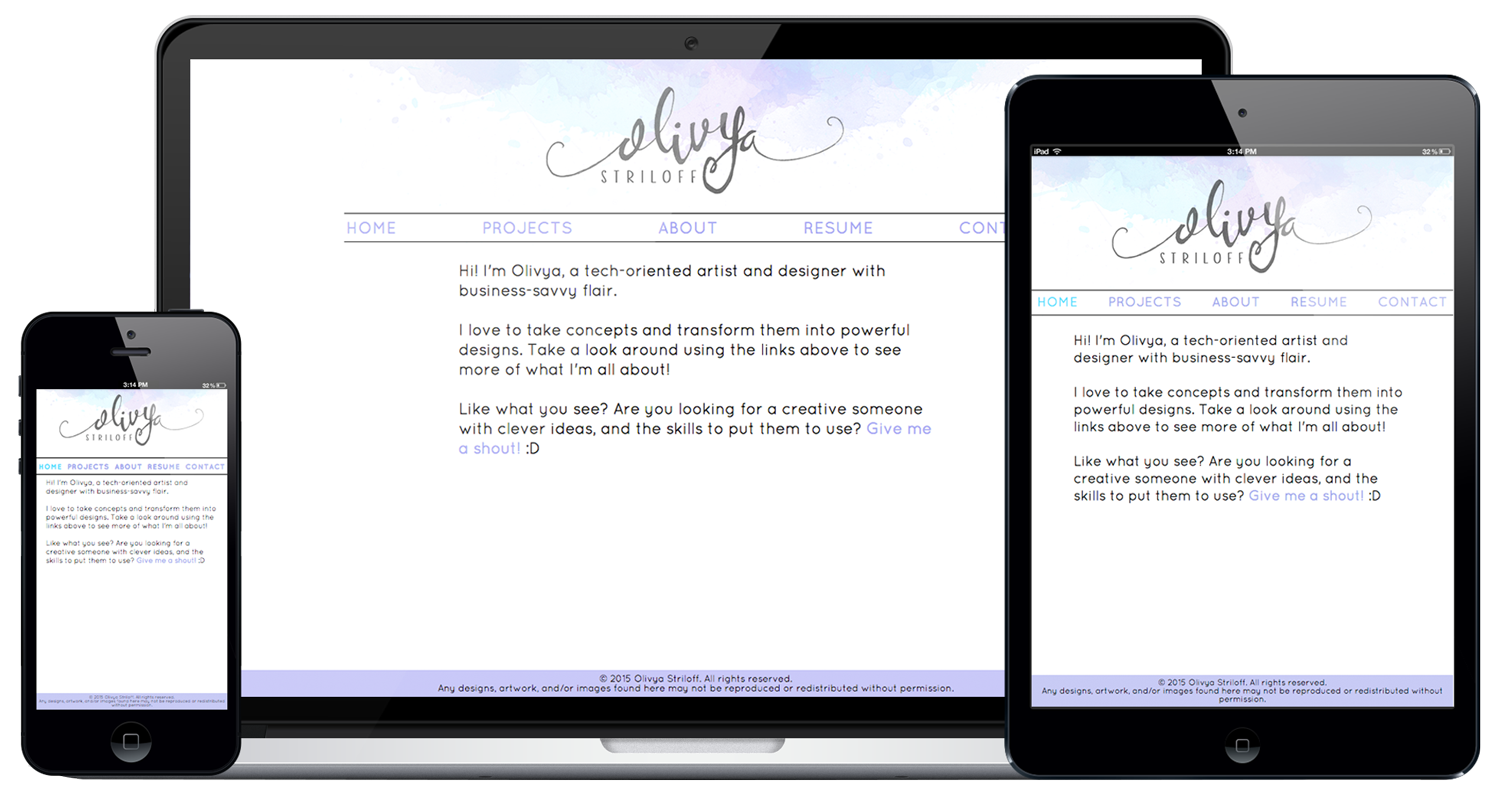 olivya
STRILOFF
HOME PROJECTS ABOUT RESUME CONT
Hi! I'm Olivya, a tech-oriented artist and designer with
business-savvy flair.
I love to take concepts and transform them into powerful
designs. Take a look around using the links above to see
more of what I'm all about!
Like what you see? Are you looking for a creative someone
with clever ideas, and the skills to put them to use? Give me
a shout! :D
© 2015 Olivya Striloff. All rights reserved.
Any designs, artwork, and/or images found here may not be reproduced or redistributed without permission.
iPad 3:14 PM 32%
olivya
STRILOFF
HOME PROJECTS ABOUT RESUME CONTACT
Hi! I'm Olivya, a tech-oriented artist and
designer with business-savvy flair.
I love to take concepts and transform them into
powerful designs. Take a look around using the
links above to see more of what I'm all about!
Like what you see? Are you looking for a
creative someone with clever ideas, and the
skills to put them to use? Give me a shout! :D
© 2015 Olivya Striloff. All rights reserved.
Any designs, artwork, and/or images found here may not be reproduced or redistributed without
permission.
3:14 PM 32%
olivya
STRILOFF
HOME PROJECTS ABOUT RESUME CONTACT
Hi! I'm Olivya, a tech-oriented artist and
designer with business-savvy flair.
I love to take concepts and transform them into
powerful designs. Take a look around using the
links above to see more of what I'm all about!
Like what you see? Are you looking for a
creative someone with clever ideas, and the
skills to put them to use? Give me a shout! :D
© 2015 Olivya Striloff. All rights reserved.
Any designs, artwork, and/or images found here may not be reproduced or redistributed
without permission.